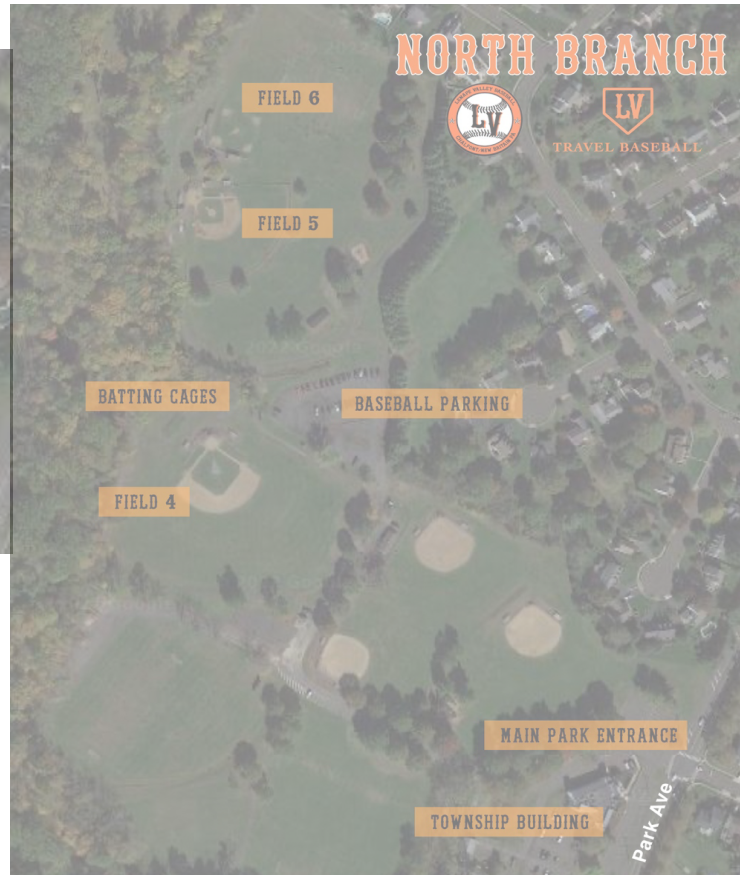 NORTH BRANCH
LV
LV
TRAVEL BASEBALL
FIELD 6
FIELD 5
BATTING CAGES
BASEBALL PARKING
FIELD 4
MAIN PARK ENTRANCE
TOWNSHIP BUILDING
Park Ave